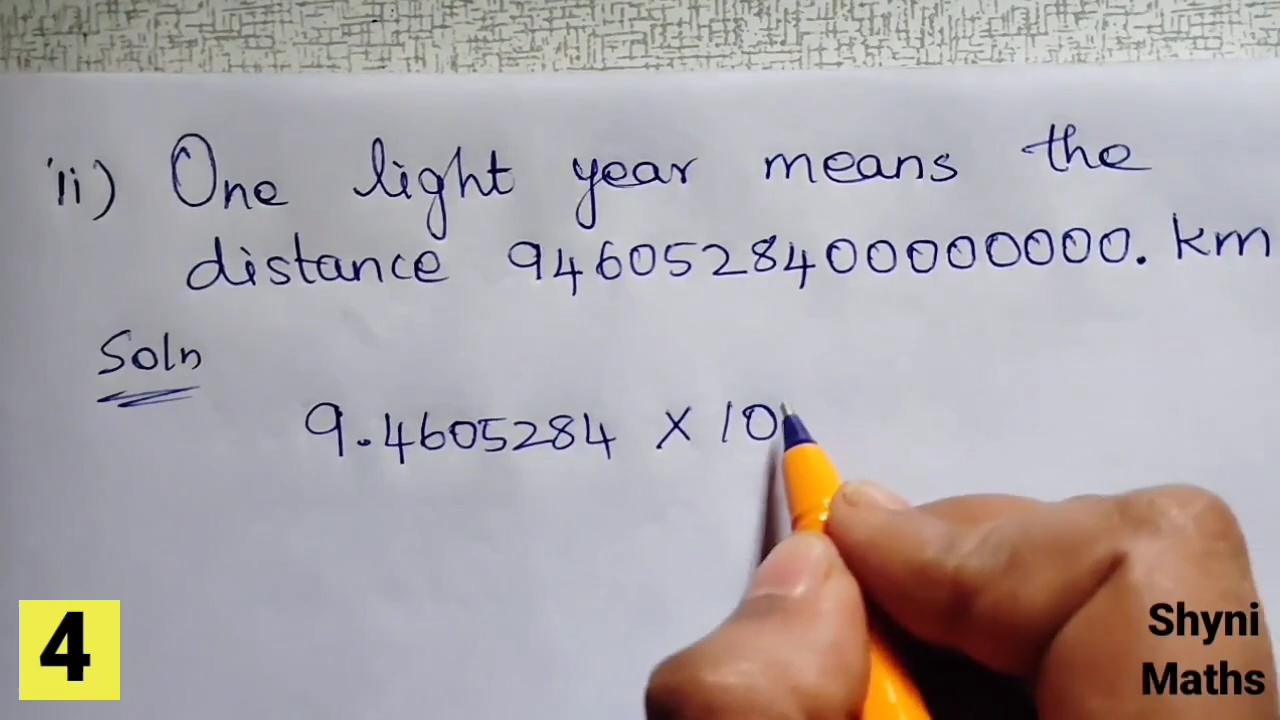 ii) One light year means the
distance 9460528400000000. km
Soln
9.4605284 X 10
4
Shyni
Maths